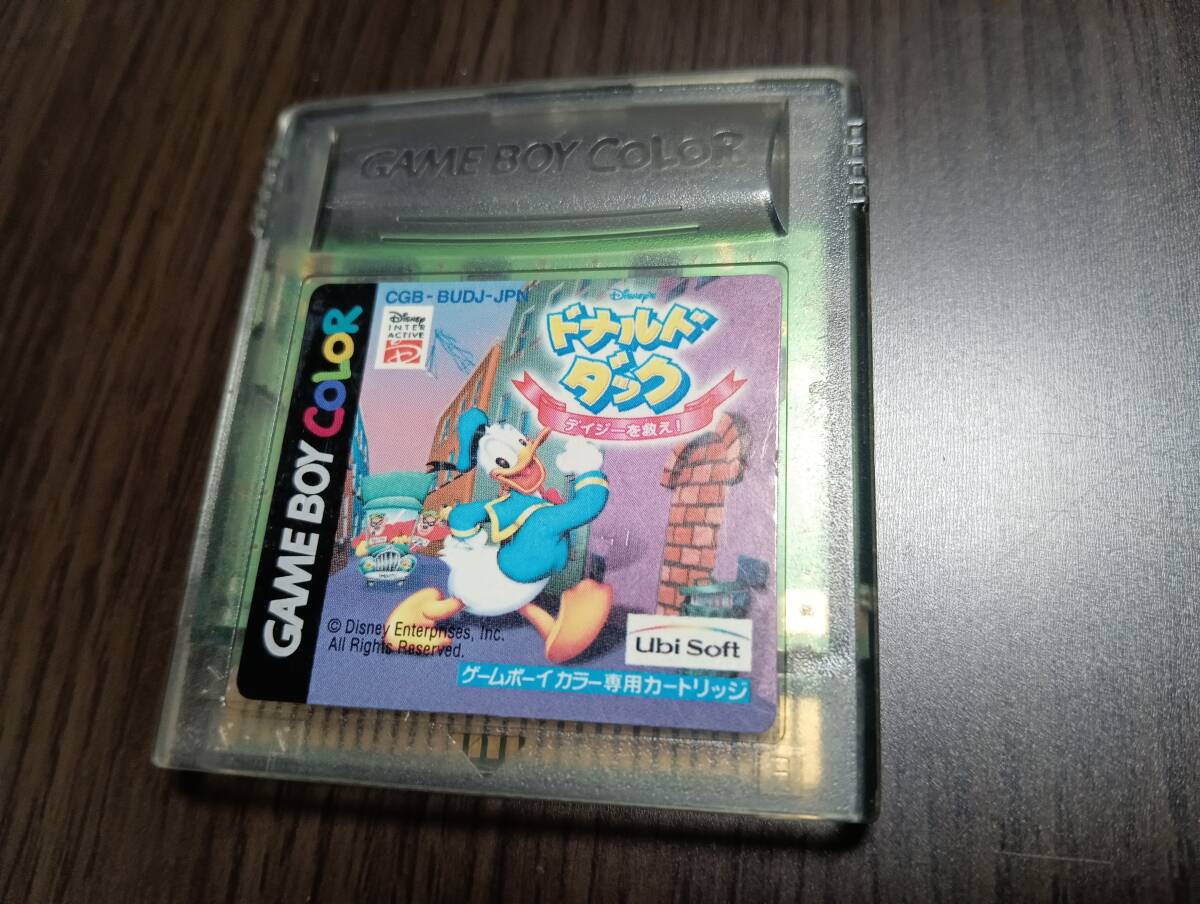 GAME BOY COLOR
CGB-BUDJ-JPN
Disney
INTER
ACTIVE
Disney's
ドナルド
ダック
デイジーを救え!
GAME BOY COLOR
© Disney Enterprises, Inc.
All Rights Reserved.
Ubi Soft
ゲームボーイカラー専用カートリッジ